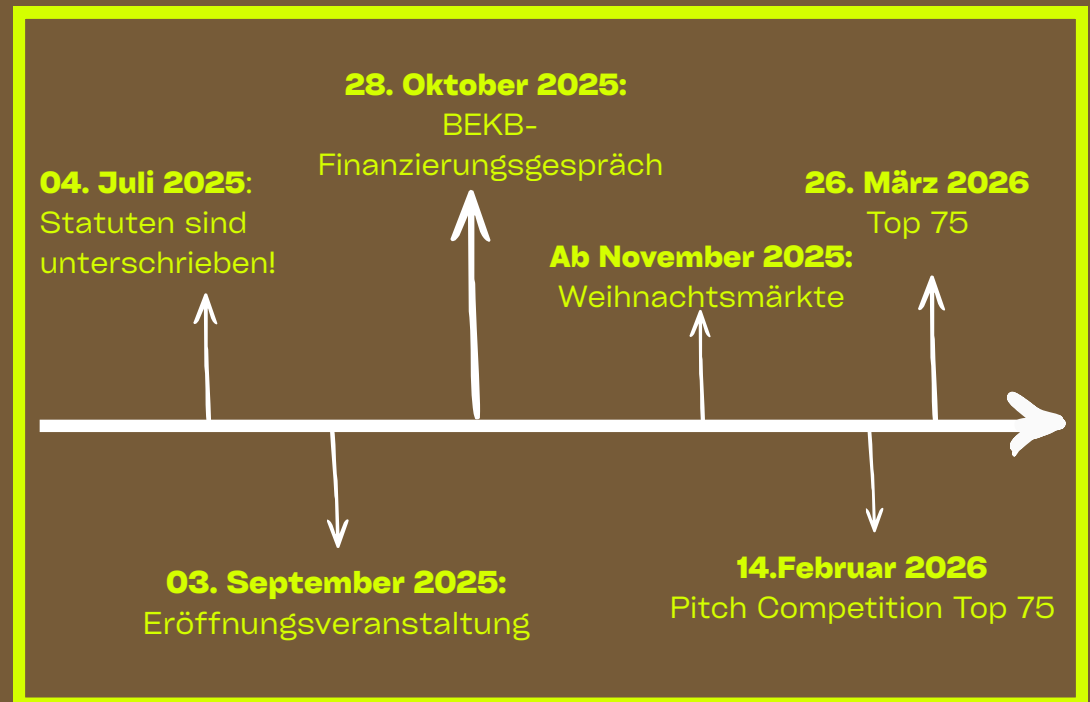 04. Juli 2025:
Statuten sind
unterschrieben!
03. September 2025:
Eröffnungsveranstaltung
28. Oktober 2025:
BEKB-
Finanzierungsgespräch
Ab November 2025:
Weihnachtsmärkte
14.Februar 2026
Pitch Competition Top 75
26. März 2026
Top 75